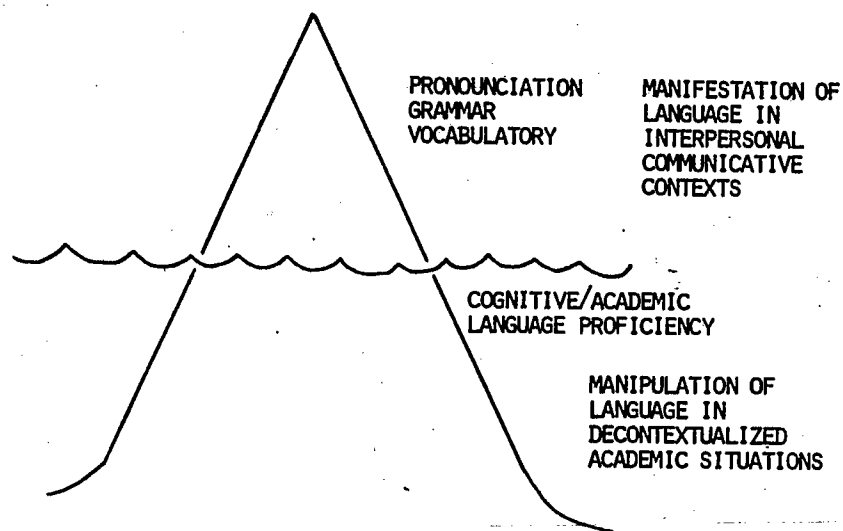 PRONOUNCIATION
GRAMMAR
VOCABULATORY
MANIFESTATION OF
LANGUAGE IN
INTERPERSONAL
COMMUNICATIVE
CONTEXTS
COGNITIVE/ACADEMIC
LANGUAGE PROFICIENCY
MANIPULATION OF
LANGUAGE IN
DECONTEXTUALIZED
ACADEMIC SITUATIONS